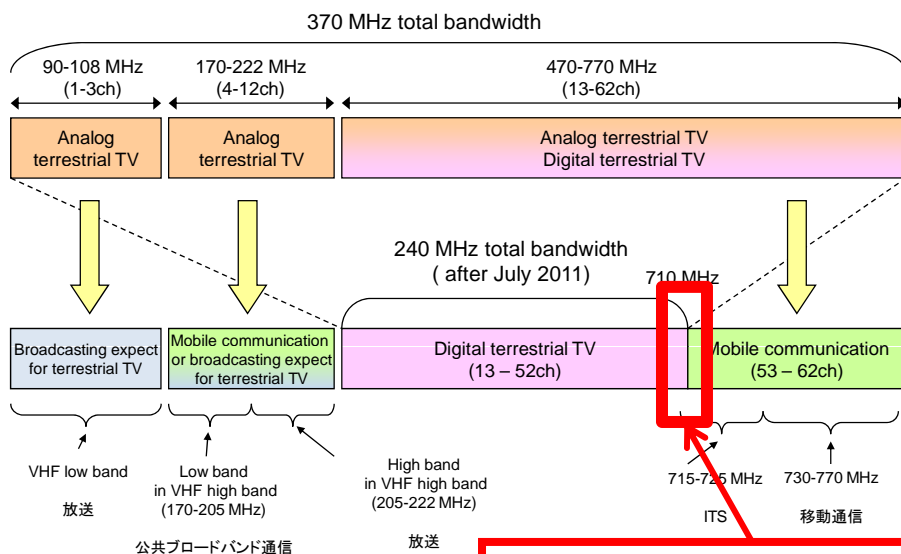 370 MHz total bandwidth
90-108 MHz
(1-3ch)
170-222 MHz
(4-12ch)
470-770 MHz
(13-62ch)
Analog
terrestrial TV
Analog
terrestrial TV
Analog terrestrial TV
Digital terrestrial TV
240 MHz total bandwidth
( after July 2011)
710 MHz
Broadcasting expect
for terrestrial TV
Mobile communication
or broadcasting expect
for terrestrial TV
Digital terrestrial TV
(13 – 52ch)
Mobile communication
(53 – 62ch)
VHF low band
放送
Low band
in VHF high band
(170-205 MHz)
公共ブロードバンド通信
High band
in VHF high band
(205-222 MHz)
放送
715-725 MHz
ITS
730-770 MHz
移動通信